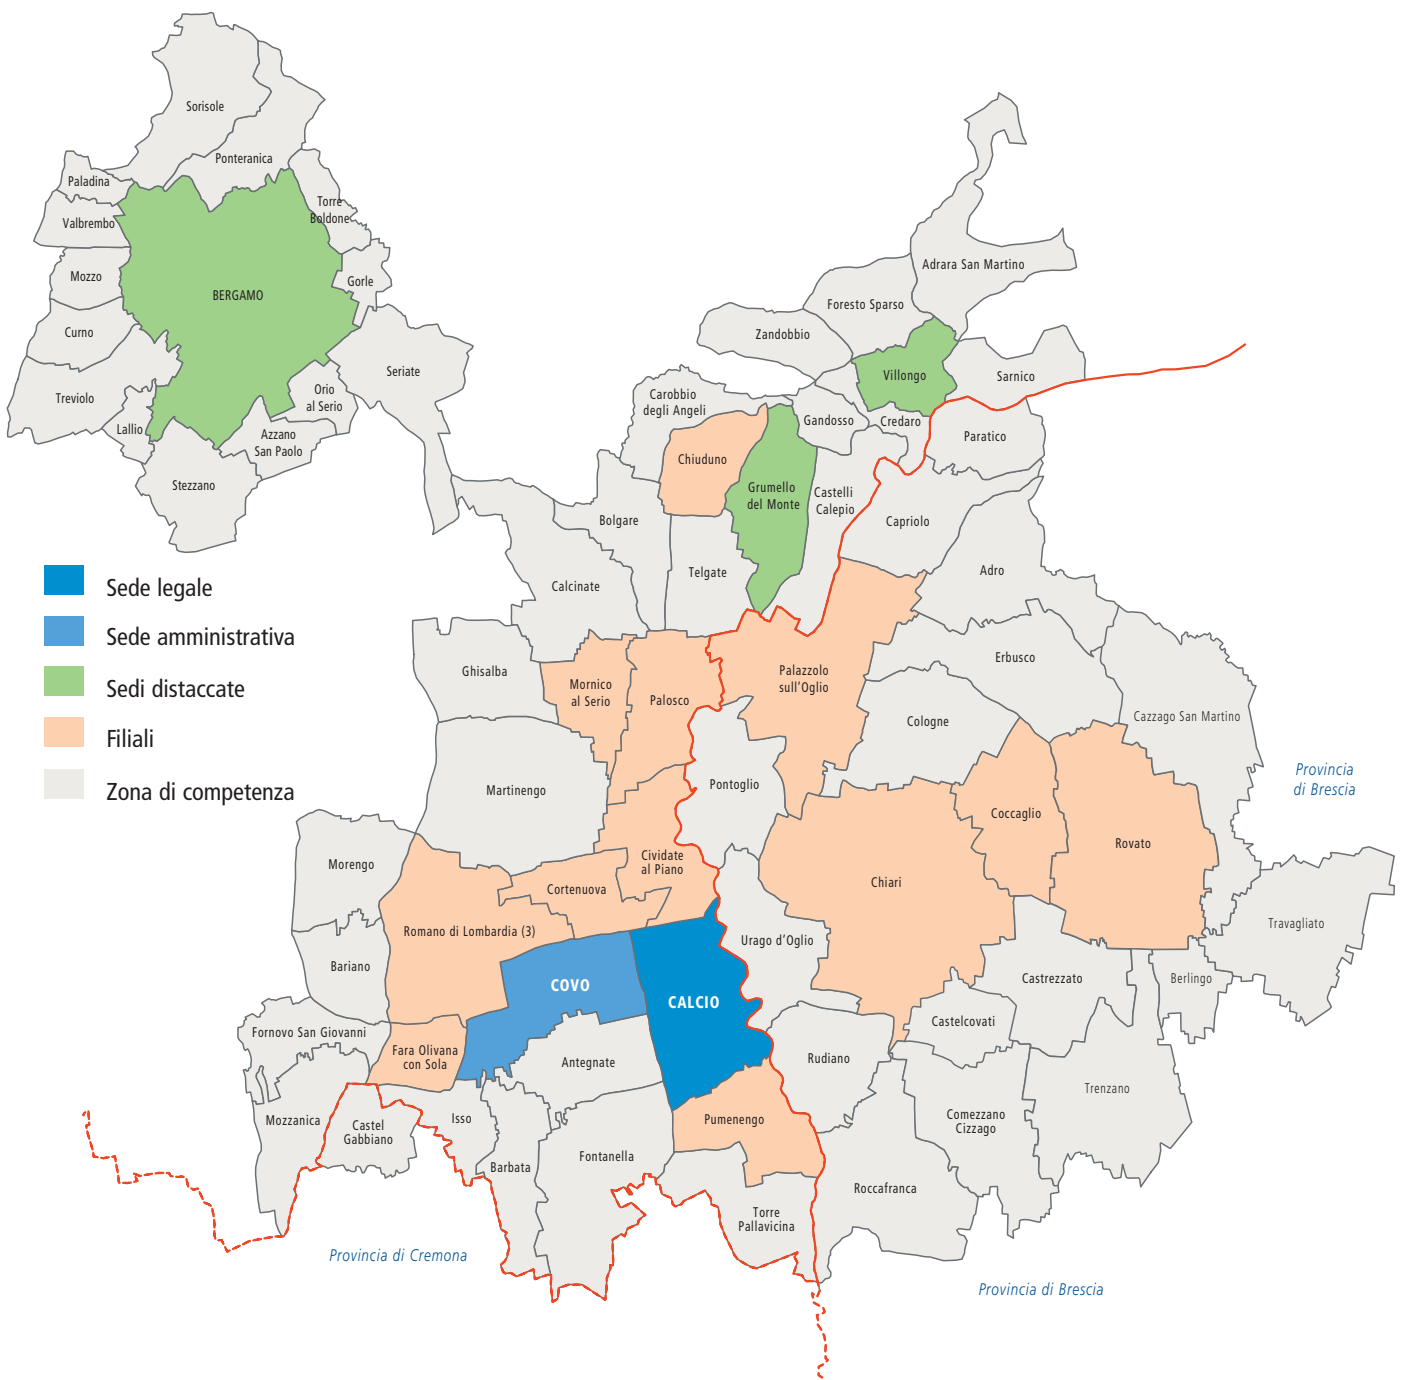 Sorisole
Ponteranica
Paladina
Torre
Boldone
Valbrembo
Mozzo
Gorle
BERGAMO
Curno
Seriate
Treviolo
Orio
al Serio
Lallio
Azzano
San Paolo
Stezzano
Adrara San Martino
Foresto Sparso
Zandobbio
Villongo
Sarnico
Carobbio
degli Angeli
Gandosso
Credaro
Paratico
Chiuduno
Grumello
del Monte
Castelli
Calepio
Capriolo
Bolgare
Telgate
Adro
Calcinate
Sede legale
Sede amministrativa
Sedi distaccate
Filiali
Zona di competenza
Ghisalba
Mornico
al Serio
Palosco
Palazzolo
sull'Oglio
Erbusco
Cologne
Cazzago San Martino
Provincia
di Brescia
Martinengo
Pontoglio
Coccaglio
Rovato
Morengo
Cividate
al Piano
Cortenuova
Chiari
Romano di Lombardia (3)
Urago d'Oglio
Travagliato
Bariano
COVO
CALCIO
Castrezzato
Berlingo
Fornovo San Giovanni
Castelcovati
Fara Olivana
con Sola
Antegnate
Rudiano
Trenzano
Mozzanica
Castel
Gabbiano
Isso
Pumenengo
Comezzano
Cizzago
Barbata
Fontanella
Roccafranca
Torre
Pallavicina
Provincia di Cremona
Provincia di Brescia